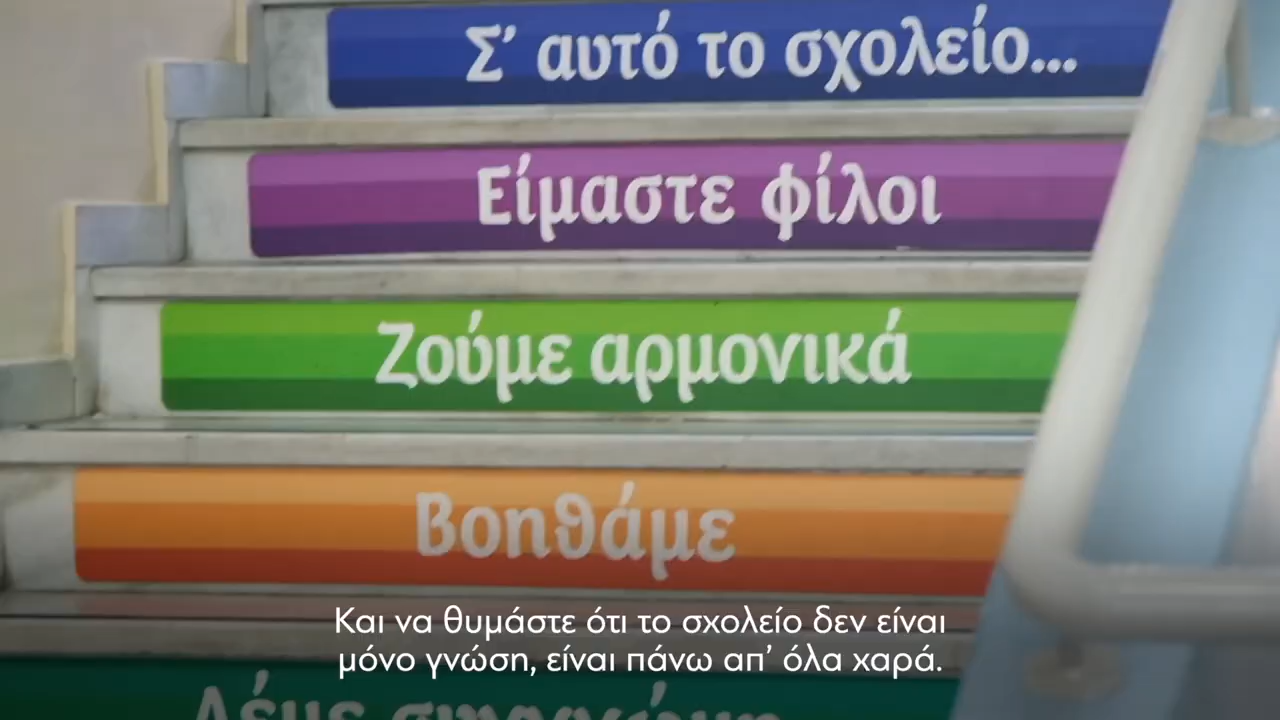 Σ' αυτό το σχολείο...
Είμαστε φίλοι
Ζούμε αρμονικά
Βοηθάμε
Και να θυμάστε ότι το σχολείο δεν είναι
μόνο γνώση, είναι πάνω απ' όλα χαρά.
Λέμε